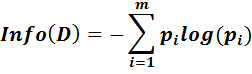 Info(D) = −∑_{i=1}^{m} p_i log(p_i)